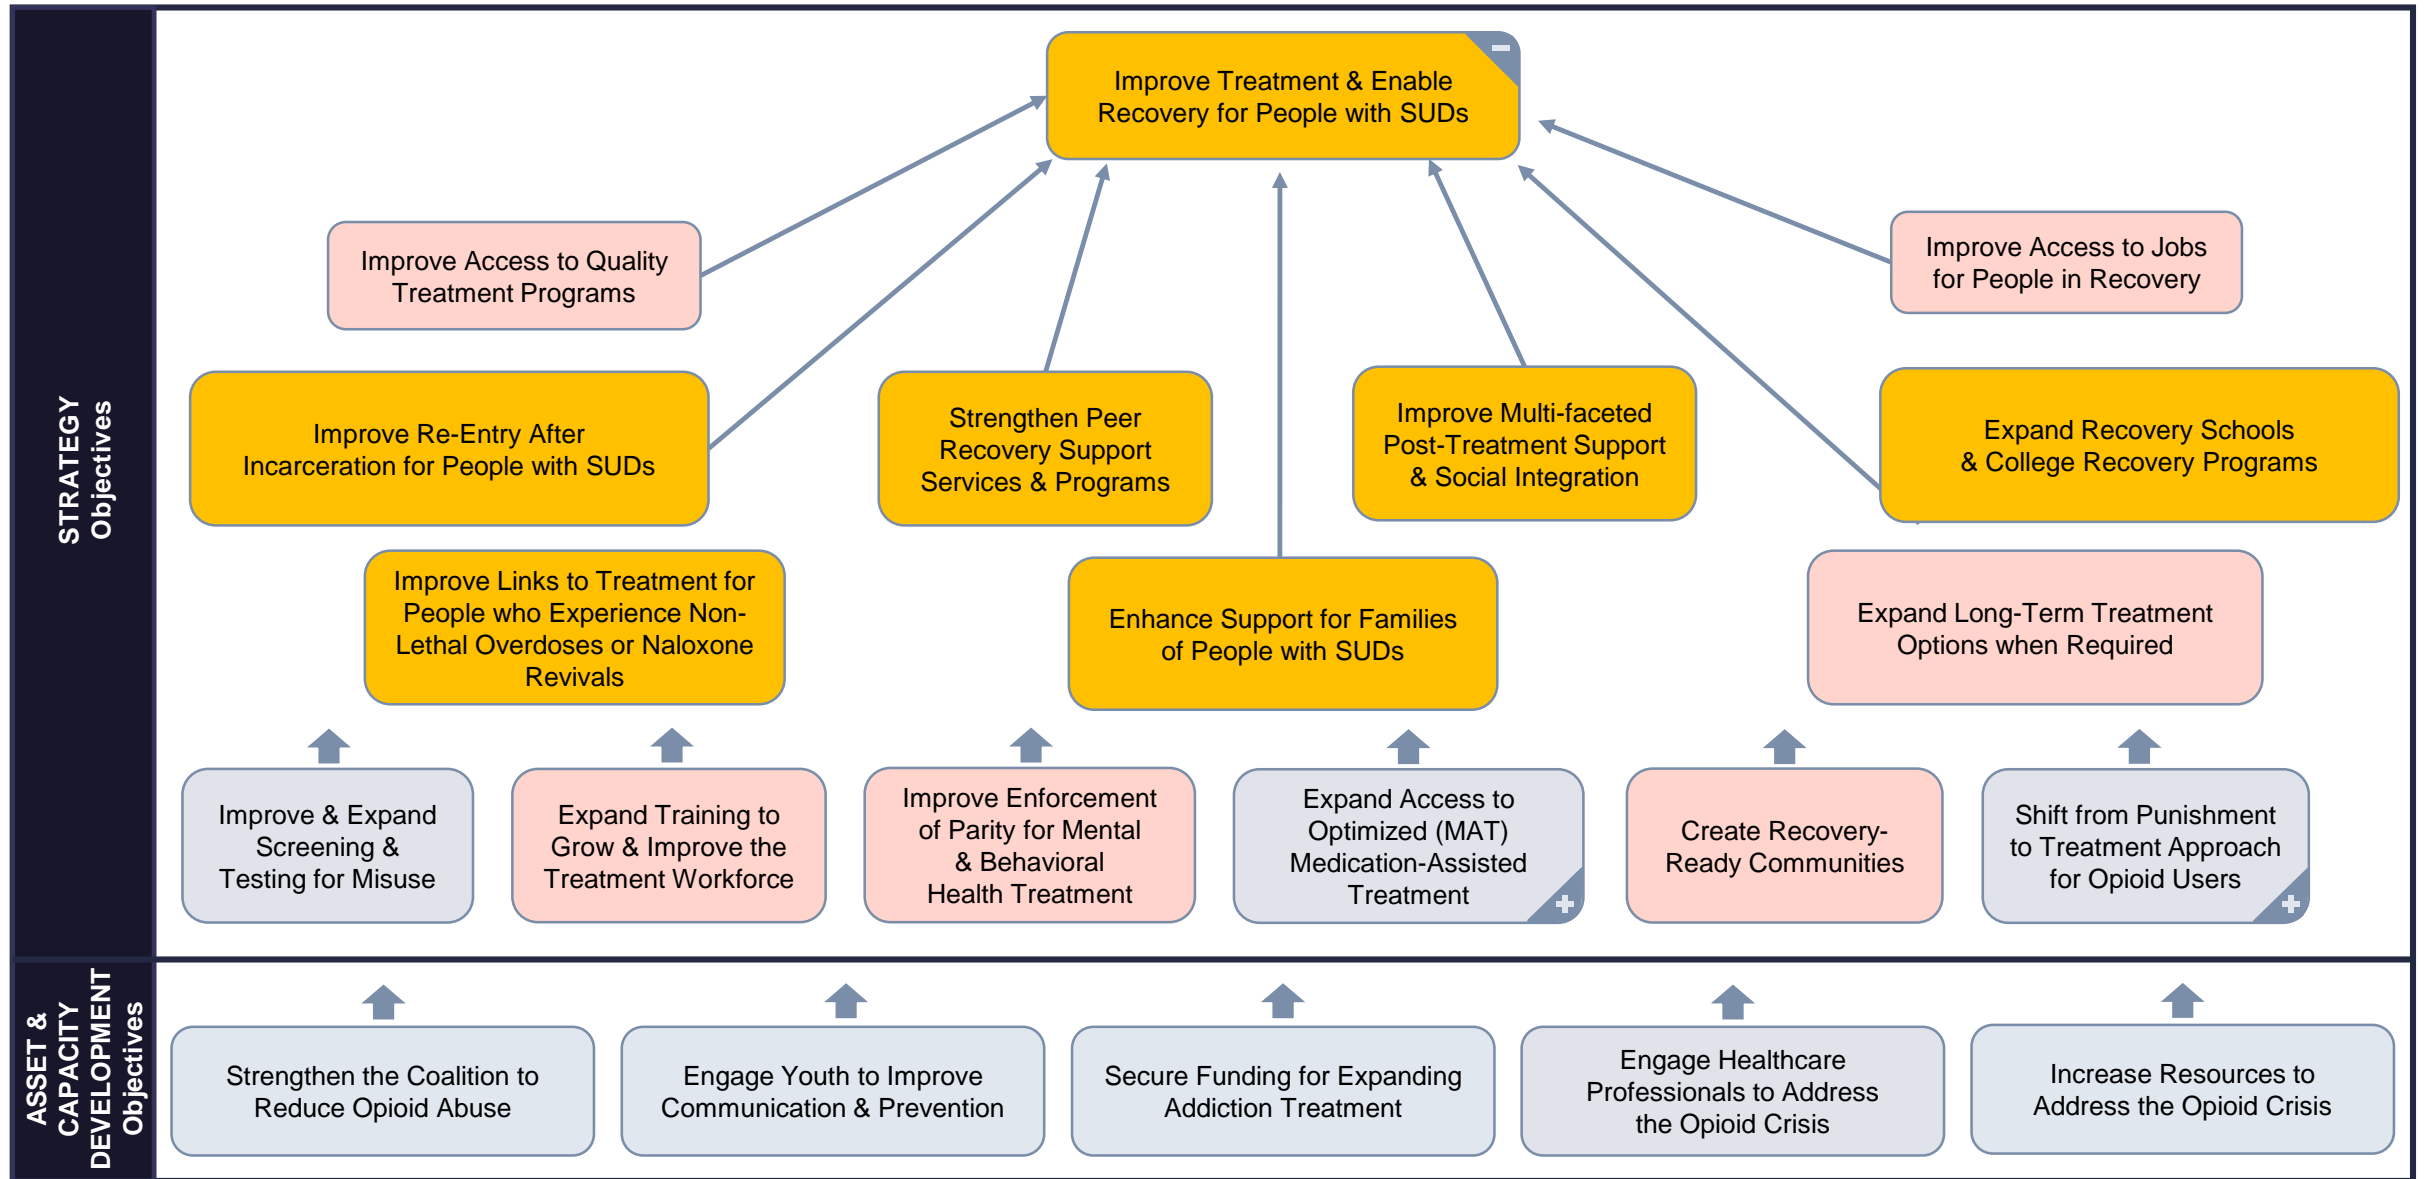 STRATEGY
Objectives
Improve Treatment & Enable
Recovery for People with SUDs
Improve Access to Quality
Treatment Programs
Improve Access to Jobs
for People in Recovery
Improve Re-Entry After
Incarceration for People with SUDs
Strengthen Peer
Recovery Support
Services & Programs
Improve Multi-faceted
Post-Treatment Support
& Social Integration
Expand Recovery Schools
& College Recovery Programs
Improve Links to Treatment for
People who Experience Non-
Lethal Overdoses or Naloxone
Revivals
Enhance Support for Families
of People with SUDs
Expand Long-Term Treatment
Options when Required
Improve & Expand
Screening &
Testing for Misuse
Expand Training to
Grow & Improve the
Treatment Workforce
Improve Enforcement
of Parity for Mental
& Behavioral
Health Treatment
Expand Access to
Optimized (MAT)
Medication-Assisted
Treatment
Create Recovery-
Ready Communities
Shift from Punishment
to Treatment Approach
for Opioid Users
ASSET &
CAPACITY
DEVELOPMENT
Objectives
Strengthen the Coalition to
Reduce Opioid Abuse
Engage Youth to Improve
Communication & Prevention
Secure Funding for Expanding
Addiction Treatment
Engage Healthcare
Professionals to Address
the Opioid Crisis
Increase Resources to
Address the Opioid Crisis